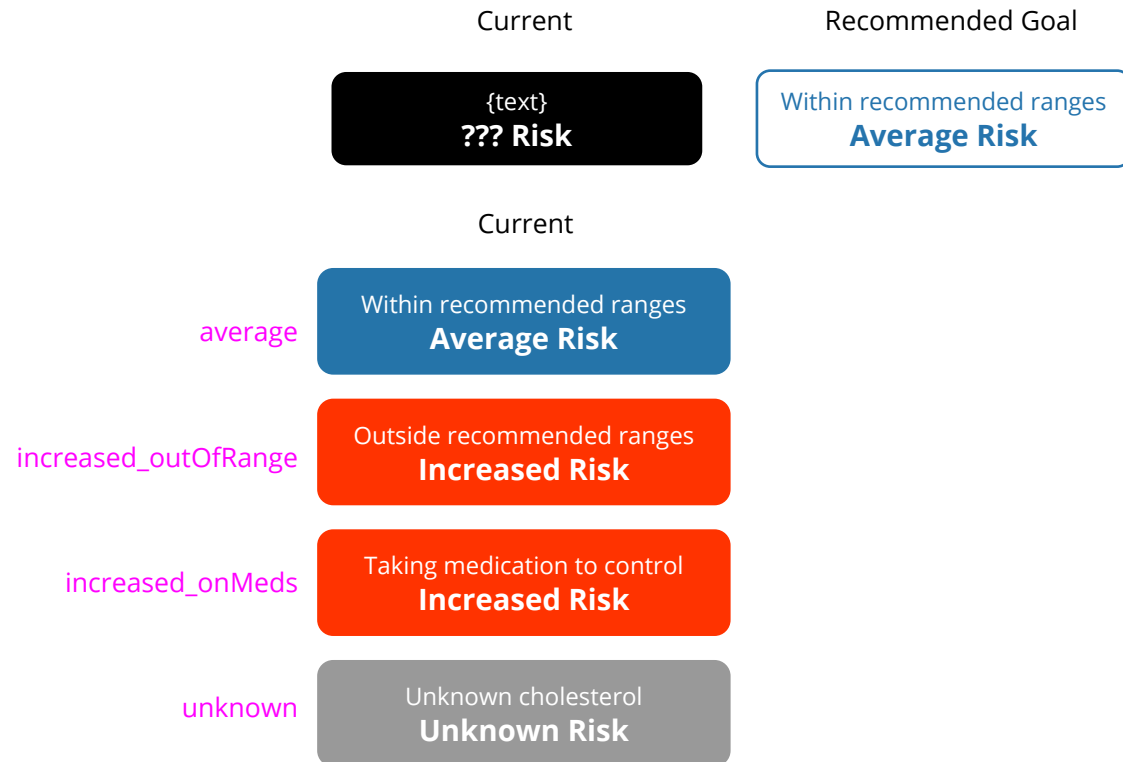 Current
Recommended Goal
{text}
??? Risk
Within recommended ranges
Average Risk
Current
average
Within recommended ranges
Average Risk
increased_outOfRange
Outside recommended ranges
Increased Risk
increased_onMeds
Taking medication to control
Increased Risk
unknown
Unknown cholesterol
Unknown Risk